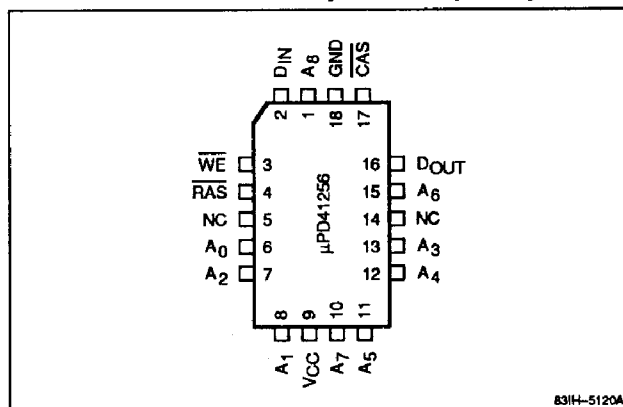 DIN A8 GND CAS
2 1 18 17
WE 3 16 DOUT
RAS 4 15 A6
NC 5 14 NC
A0 6 13 A3
A2 7 12 A4
µPD41256
8 9 10 11
A1 VCC A7 A5
83IH-5120A